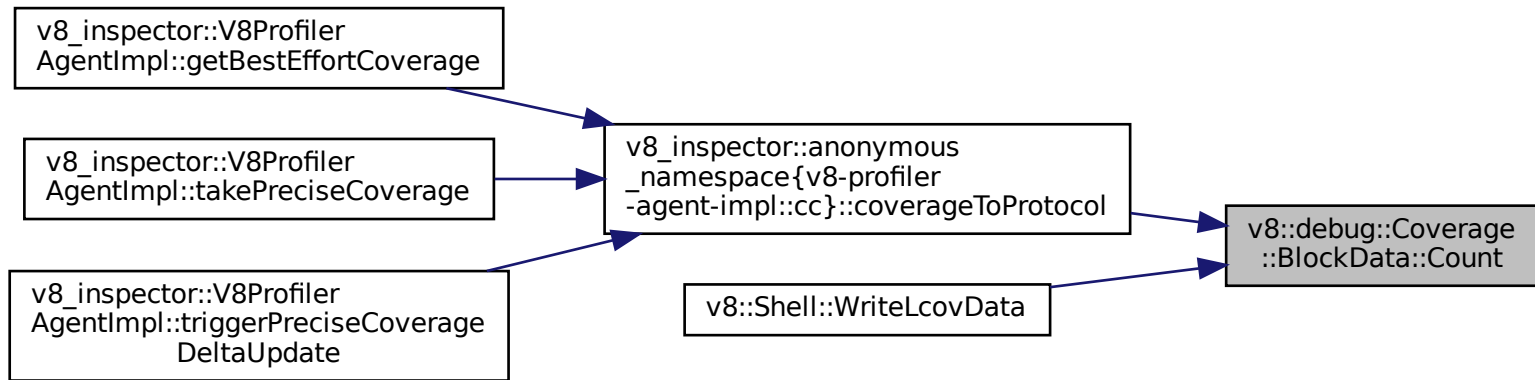 v8_inspector::V8Profiler
AgentImpl::getBestEffortCoverage
v8_inspector::V8Profiler
AgentImpl::takePreciseCoverage
v8_inspector::V8Profiler
AgentImpl::triggerPreciseCoverage
DeltaUpdate
v8_inspector::anonymous
_namespace{v8-profiler
-agent-impl::cc}::coverageToProtocol
v8::Shell::WriteLcovData
v8::debug::Coverage
::BlockData::Count